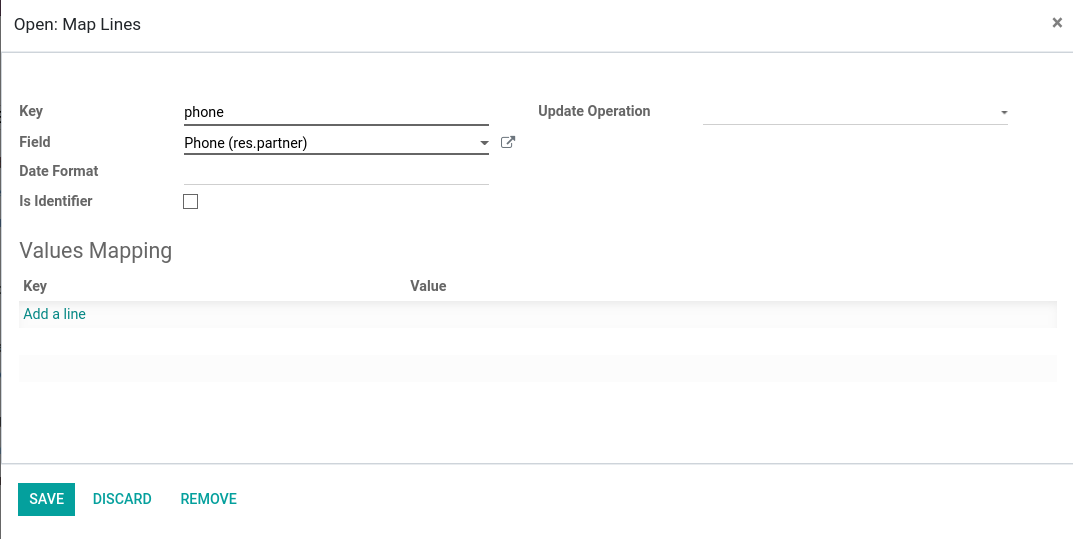 Open: Map Lines
×
Key
phone
Update Operation
Field
Phone (res.partner)
Date Format
Is Identifier
Values Mapping
Key Value
Add a line
SAVE DISCARD REMOVE